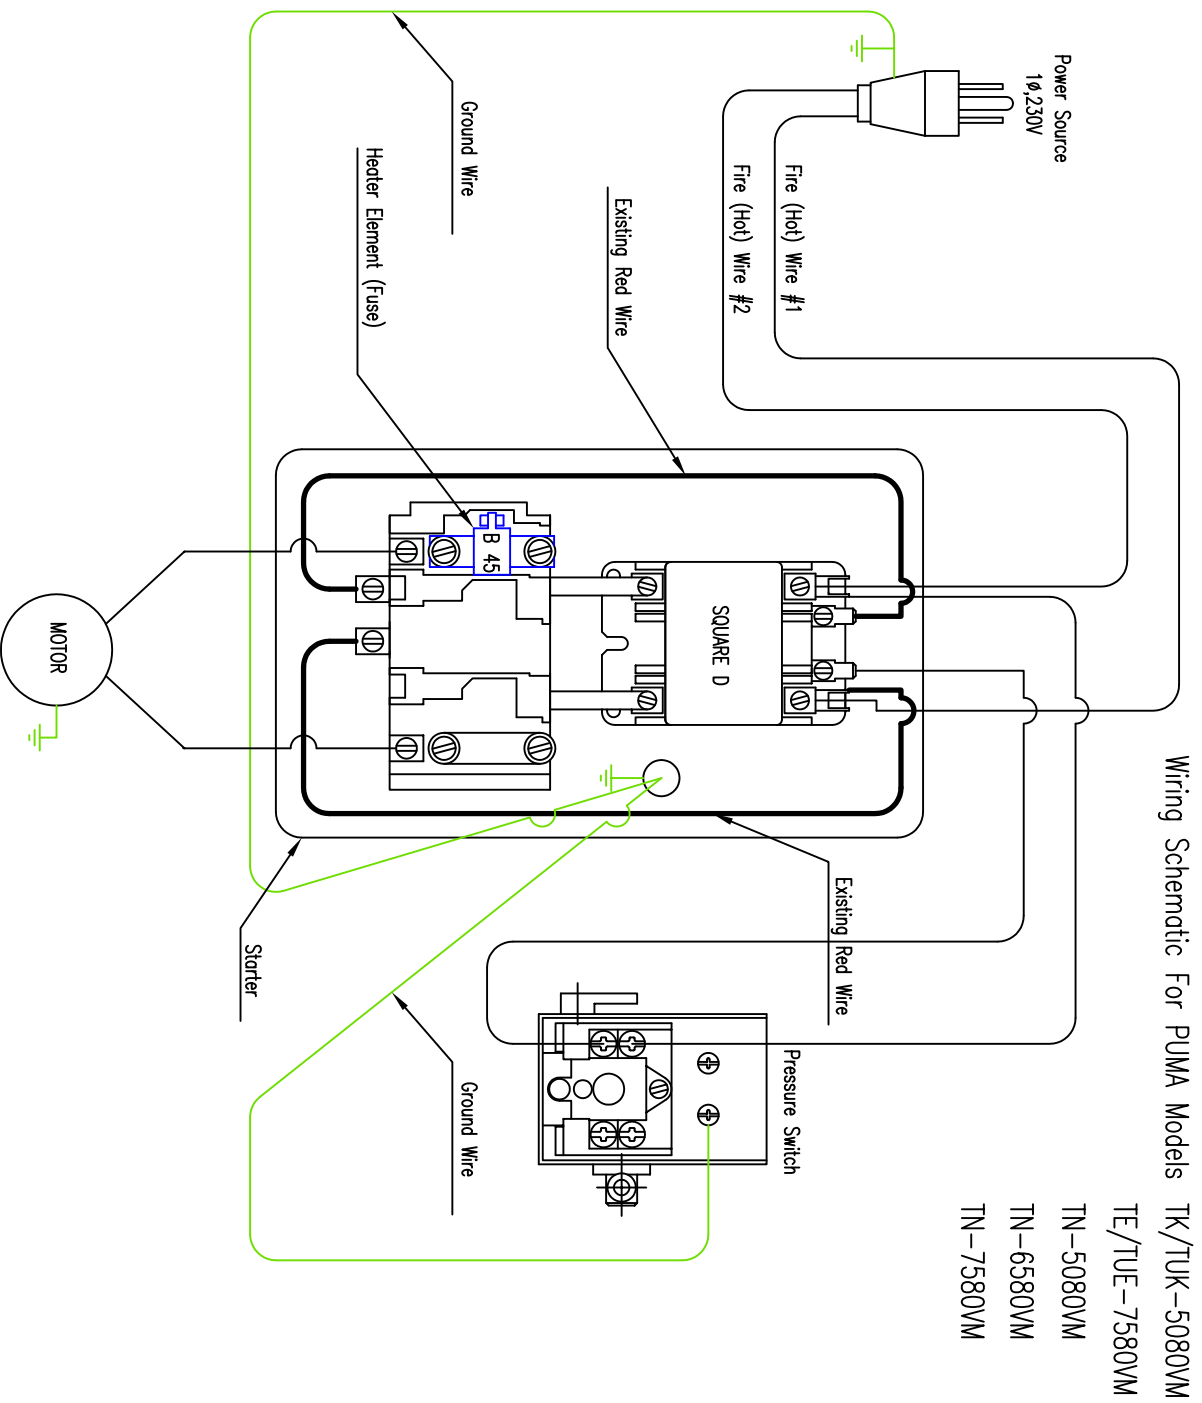 Wiring Schematic For PUMA Models TK/TUK-5080VM
TE/TUE-7580VM
TN-5080VM
TN-6580VM
TN-7580VM
Power Source
1Ø,230V
Fire (Hot) Wire #1
Fire (Hot) Wire #2
Existing Red Wire
Ground Wire
Heater Element (Fuse)
SQUARE D
B 45
MOTOR
Existing Red Wire
Starter
Pressure Switch
Ground Wire